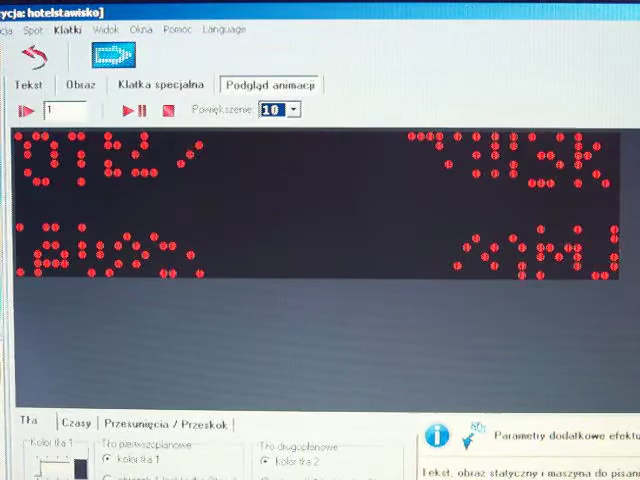 cja: hotelstawisko]
cja Spot Klatki Widok Okna Pomoc Language
Tekst Obraz Klatka specjalna Podgląd animacji
1 Powiększenie: 10
Tła Czasy Przesunięcia / Przeskok
Kolor tła 1 Tło pierwszoplanowe Tło drugoplanowe
kolor tła 1 kolor tła 2
Parametry dodatkowe efektu
Tekst, obraz statyczny i maszyna do pisan